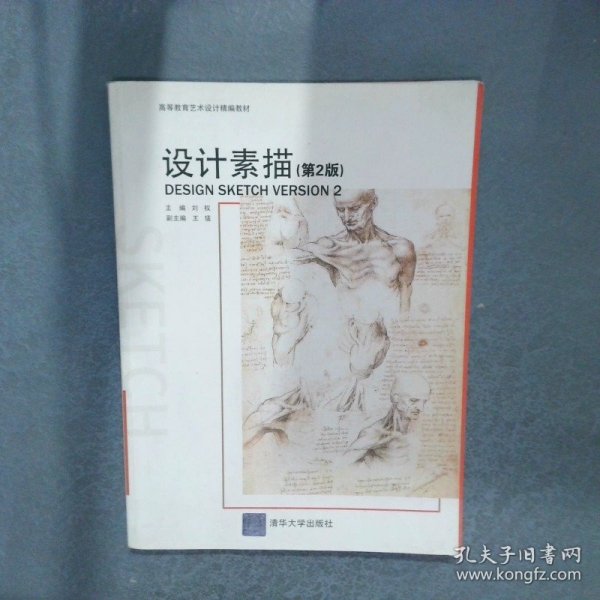 高等教育艺术设计精编教材
设计素描(第2版)
DESIGN SKETCH VERSION 2
主 编 刘 权
副主编 王 猛
SKETCH
清华大学出版社
孔夫子旧书网
www.kongfz.com